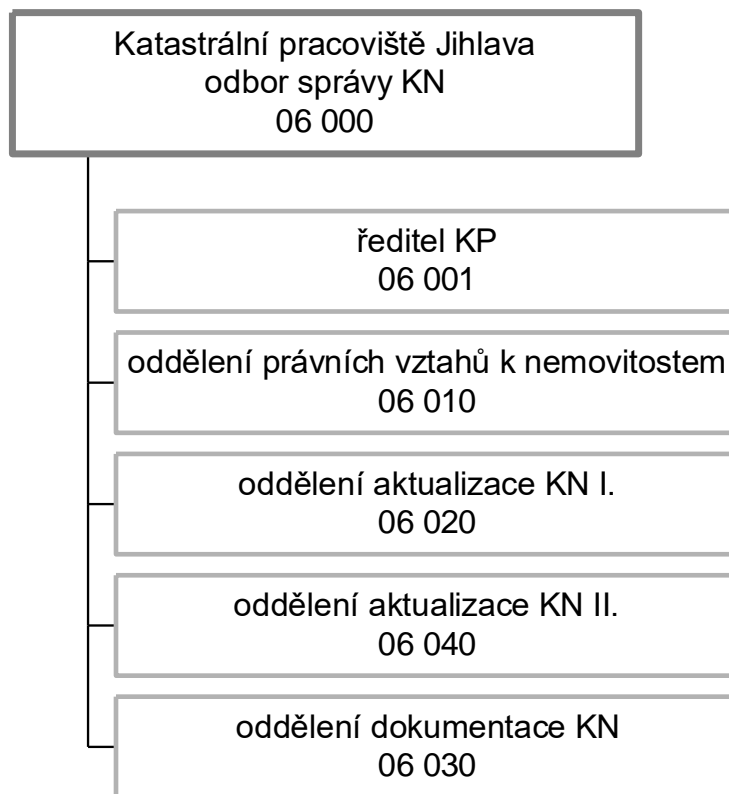 Katastrální pracoviště Jihlava
odbor správy KN
06 000
ředitel KP
06 001
oddělení právních vztahů k nemovitostem
06 010
oddělení aktualizace KN I.
06 020
oddělení aktualizace KN II.
06 040
oddělení dokumentace KN
06 030